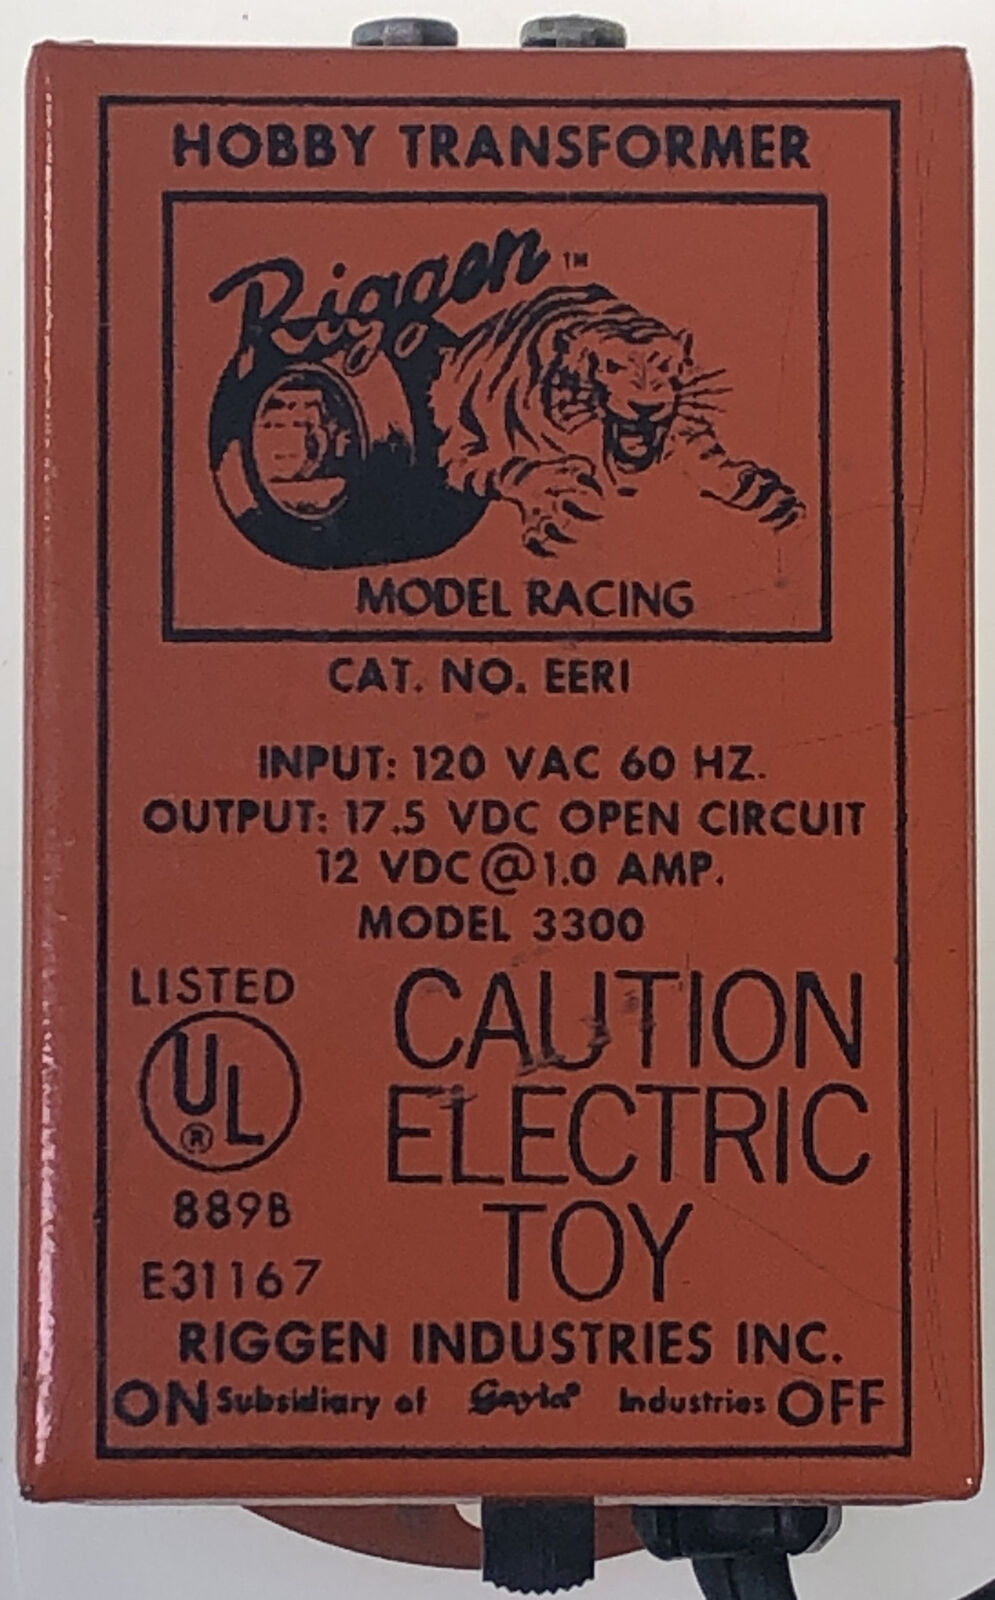 HOBBY TRANSFORMER
Riggen™
MODEL RACING
CAT. NO. EER1
INPUT: 120 VAC 60 HZ.
OUTPUT: 17.5 VDC OPEN CIRCUIT
12 VDC @ 1.0 AMP.
MODEL 3300
LISTED
UL
®
889B
E31167
CAUTION
ELECTRIC
TOY
RIGGEN INDUSTRIES INC.
ON Subsidiary of Gayla® Industries OFF